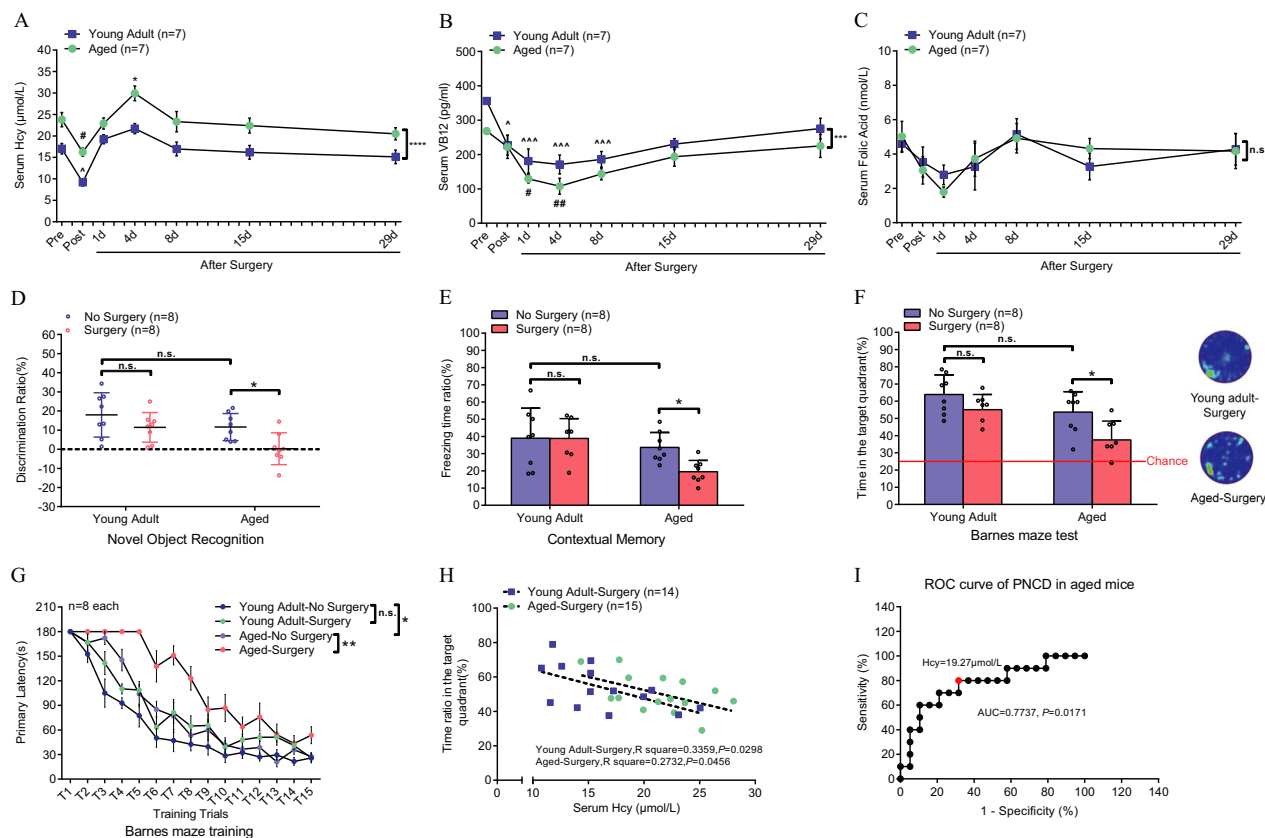 A
Young Adult (n=7)
Aged (n=7)
Serum Hcy (μmol/L)
40
35
30
25
20
15
10
5
0
*
#
^
****
Pre
Post
1d
4d
8d
15d
29d
After Surgery
B
Young Adult (n=7)
Aged (n=7)
Serum VB12 (pg/ml)
500
400
300
200
100
0
^
^^^
^^^
^^^
#
##
***
Pre
Post
1d
4d
8d
15d
29d
After Surgery
C
Young Adult (n=7)
Aged (n=7)
Serum Folic Acid (nmol/L)
8
6
4
2
0
n.s
Pre
Post
1d
4d
8d
15d
29d
After Surgery
D
No Surgery (n=8)
Surgery (n=8)
Discrimination Ratio(%)
60
50
40
30
20
10
0
-10
-20
-30
n.s.
n.s.
*
Young Adult
Aged
Novel Object Recognition
E
No Surgery (n=8)
Surgery (n=8)
Freezing time ratio(%)
100
80
60
40
20
0
n.s.
n.s.
*
Young Adult
Aged
Contextual Memory
F
No Surgery (n=8)
Surgery (n=8)
Time in the target quadrant(%)
100
90
80
70
60
50
40
30
20
10
0
n.s.
n.s.
*
Chance
Young Adult
Aged
Barnes maze test
Young adult-
Surgery
Aged-Surgery
G
n=8 each
Young Adult-No Surgery
Young Adult-Surgery
Aged-No Surgery
Aged-Surgery
n.s.
*
**
Primary Latency(s)
210
180
150
120
90
60
30
0
T1
T2
T3
T4
T5
T6
T7
T8
T9
T10
T11
T12
T13
T14
T15
Training Trials
Barnes maze training
H
Young Adult-Surgery (n=14)
Aged-Surgery (n=15)
Time ratio in the target
quadrant(%)
100
80
60
40
20
0
Young Adult-Surgery,R square=0.3359,P=0.0298
Aged-Surgery,R square=0.2732,P=0.0456
0
10
15
20
25
30
Serum Hcy (μmol/L)
I
ROC curve of PNCD in aged mice
Sensitivity (%)
140
120
100
80
60
40
20
0
Hcy=19.27μmol/L
AUC=0.7737, P=0.0171
0
20
40
60
80
100
120
140
1 - Specificity (%)